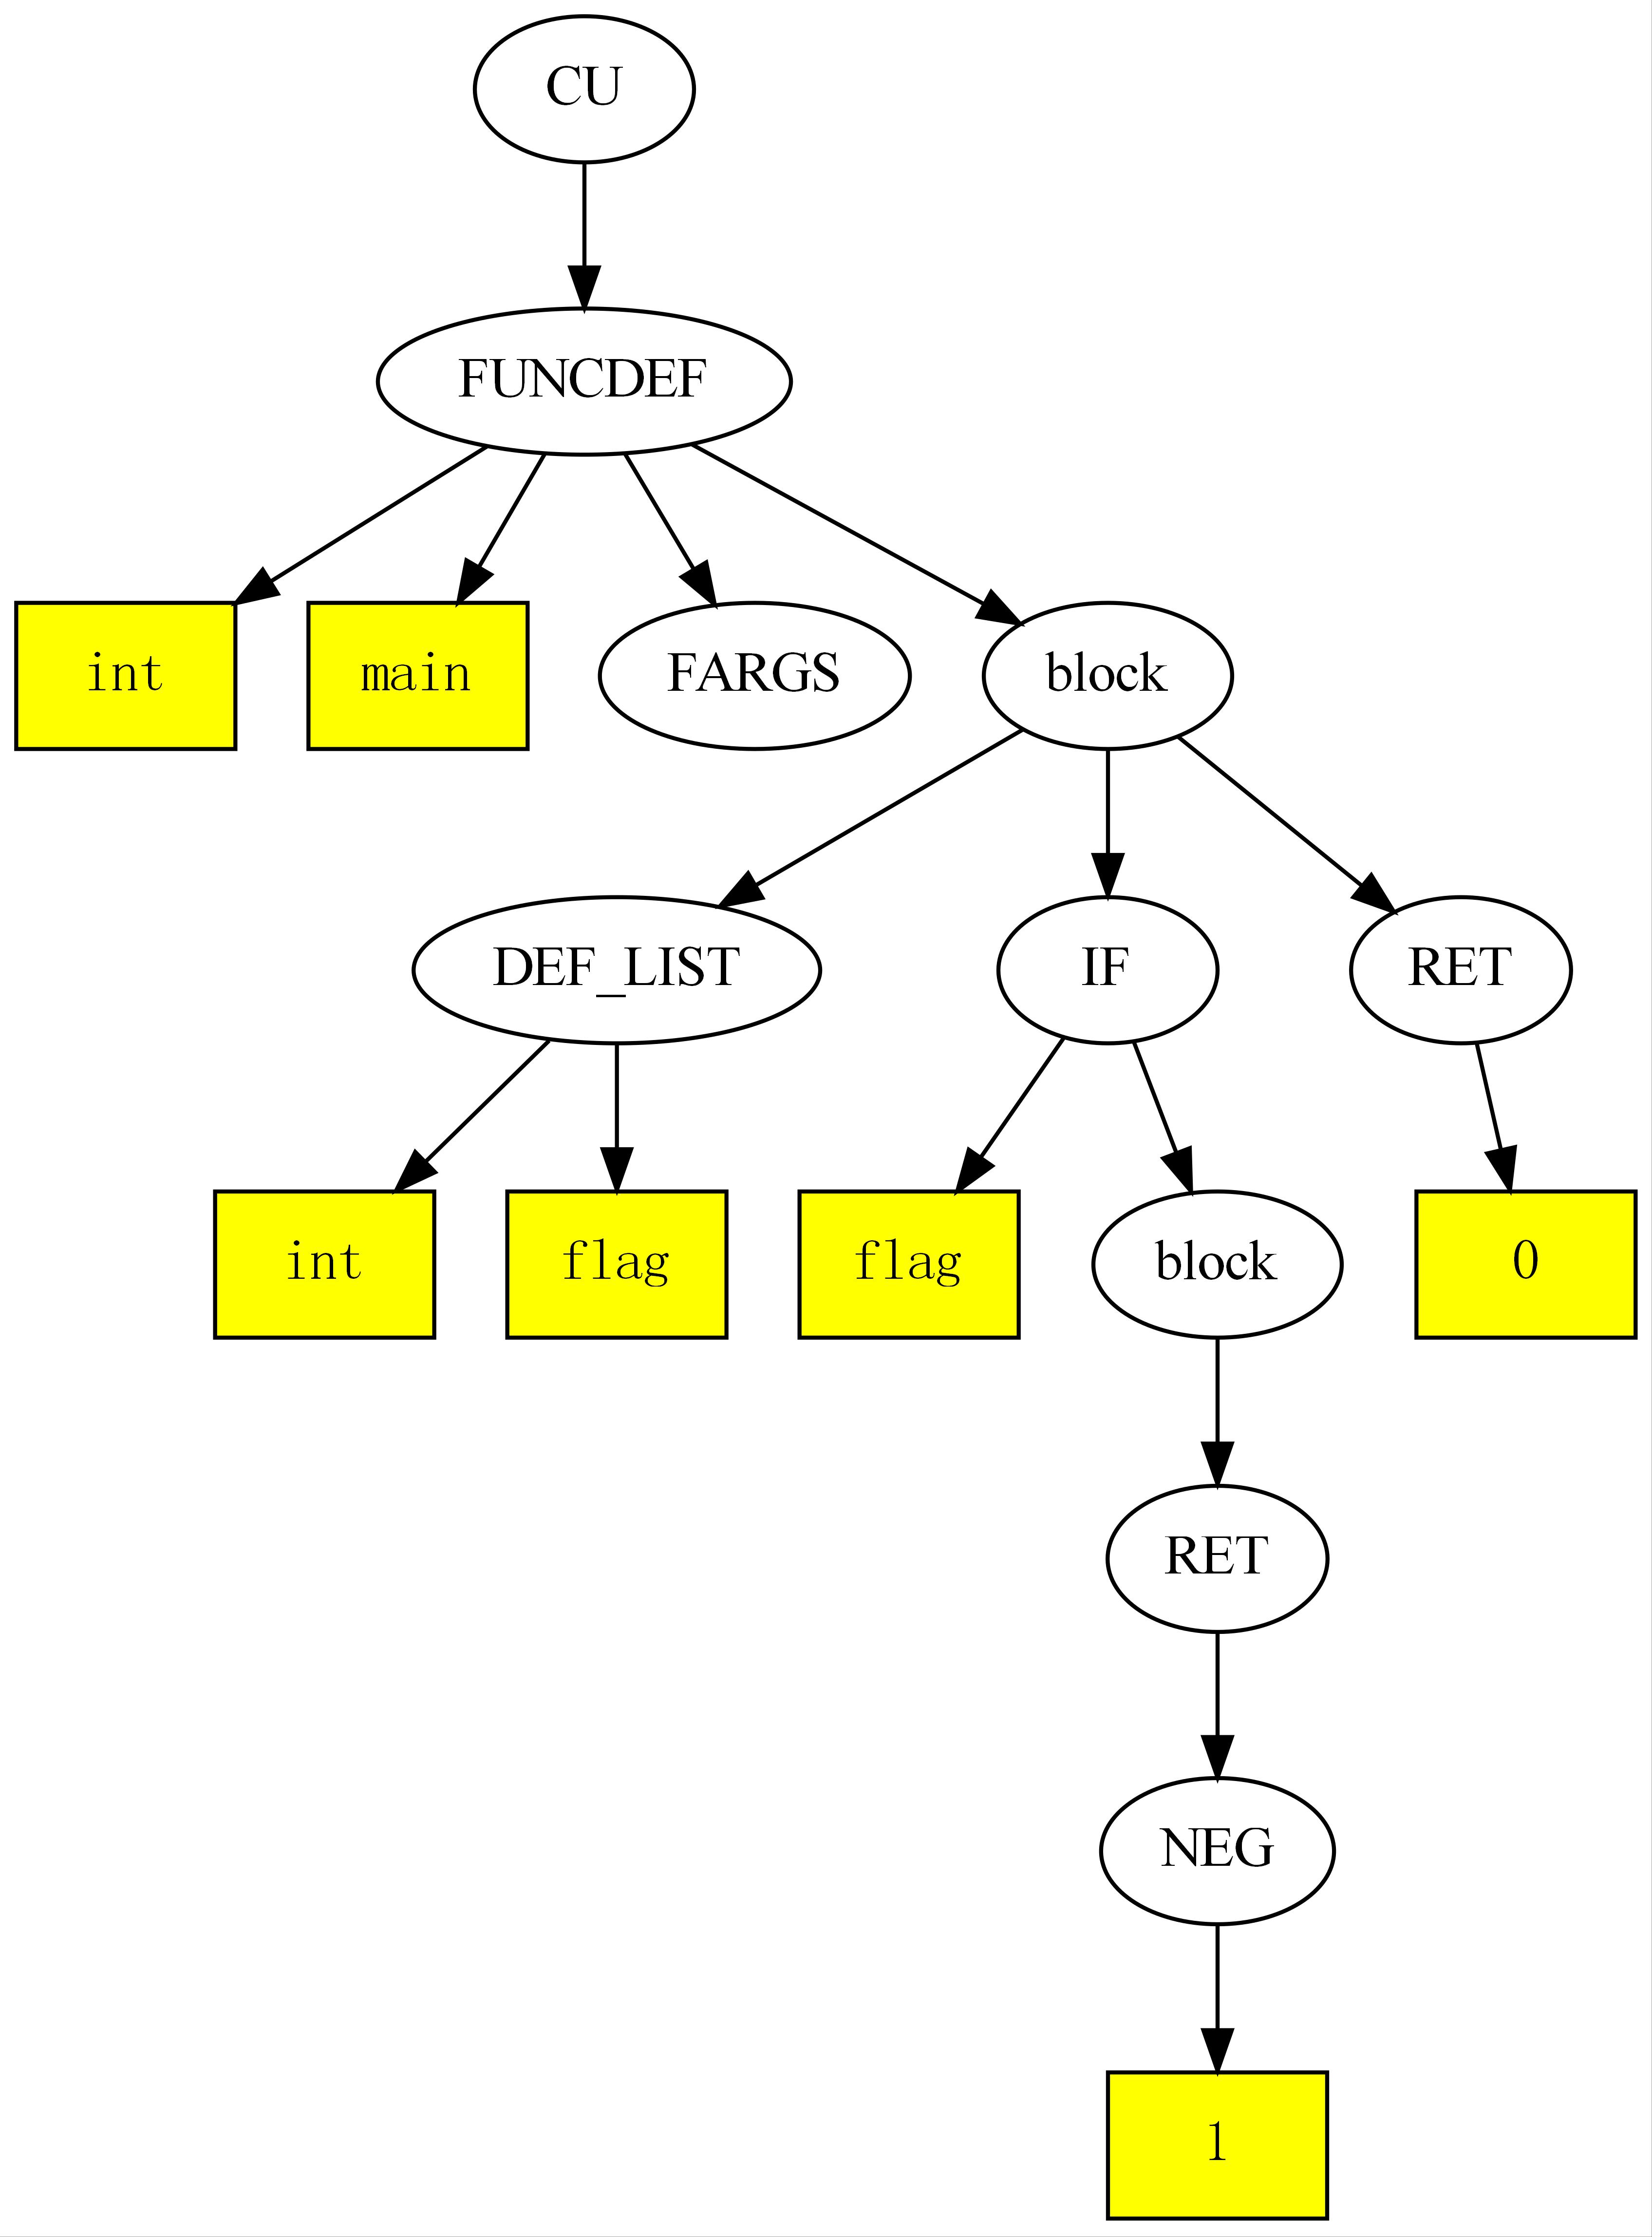 CU
FUNCDEF
int
main
FARGS
block
DEF_LIST
IF
RET
int
flag
flag
block
0
RET
NEG
1